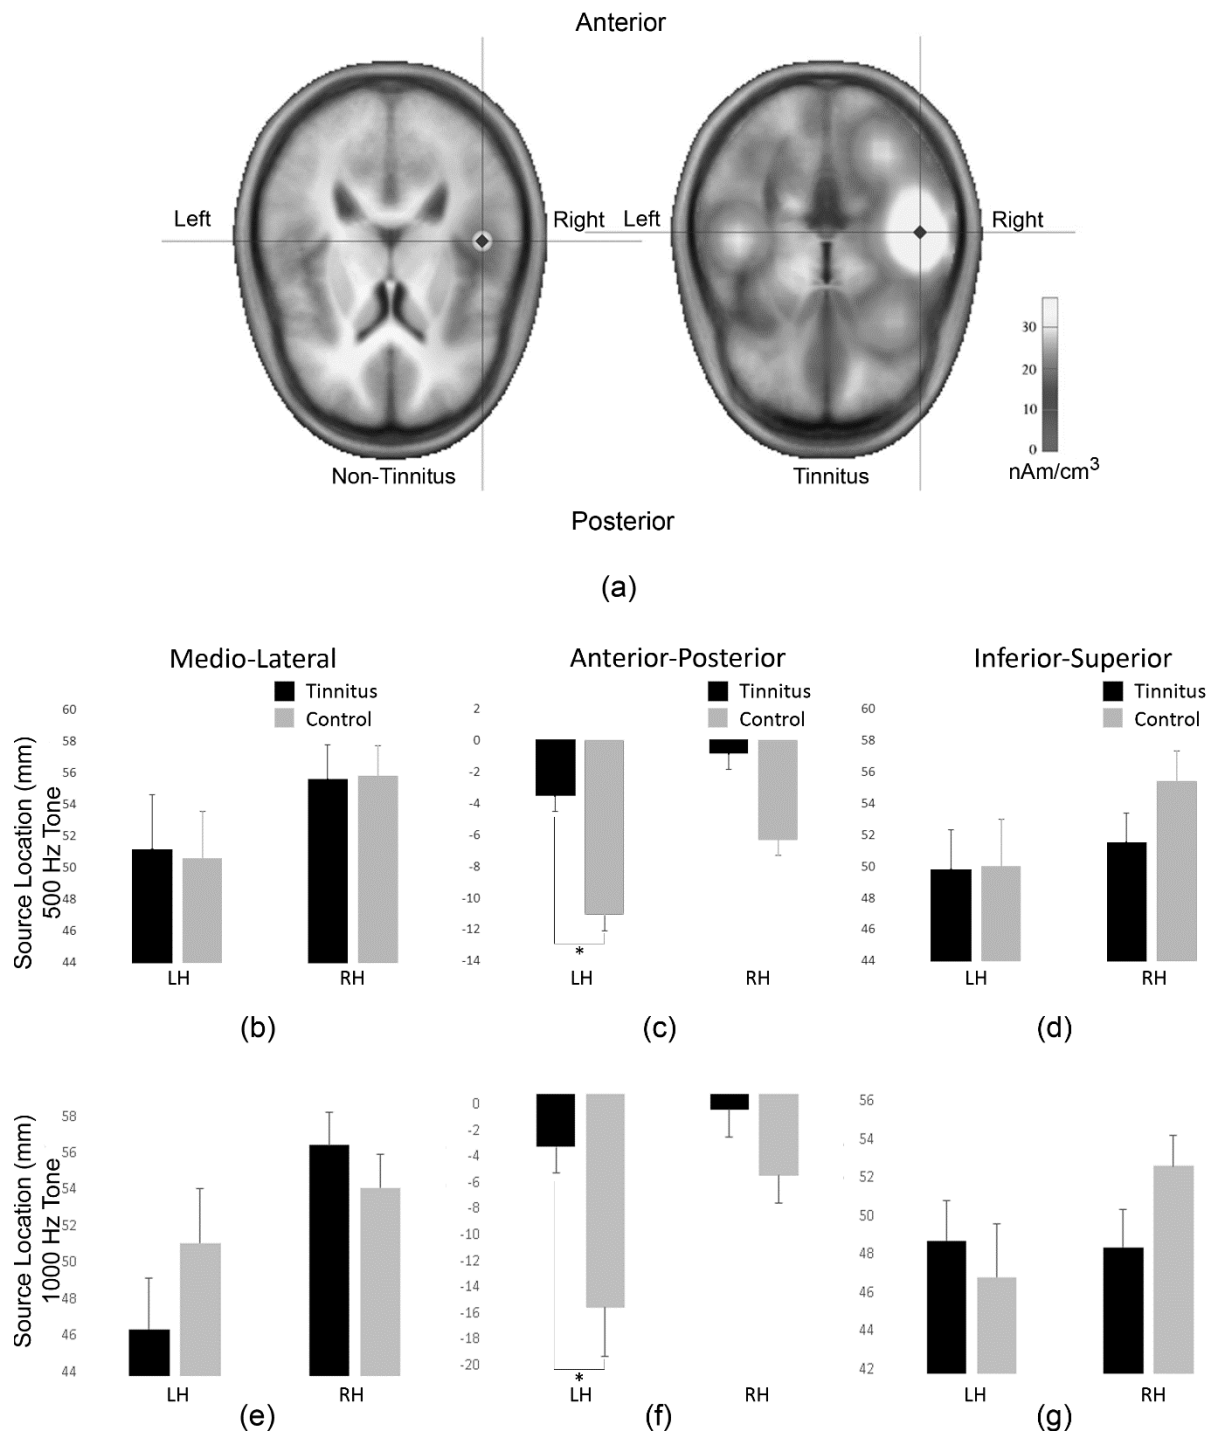 Anterior
Left
Right
Left
Right
30
20
10
0
nAm/cm3
Non-Tinnitus
Tinnitus
Posterior
(a)
Medio-Lateral
Anterior-Posterior
Inferior-Superior
Tinnitus
Control
Tinnitus
Control
Tinnitus
Control
Source Location (mm)
500 Hz Tone
60
58
56
54
52
50
48
46
44
LH
RH
2
0
-2
-4
-6
-8
-10
-12
-14
*
LH
RH
60
58
56
54
52
50
48
46
44
LH
RH
(b)
(c)
(d)
Source Location (mm)
1000 Hz Tone
58
56
54
52
50
48
46
44
LH
RH
0
-2
-4
-6
-8
-10
-12
-14
-16
-18
-20
*
LH
RH
56
54
52
50
48
46
44
42
LH
RH
(e)
(f)
(g)